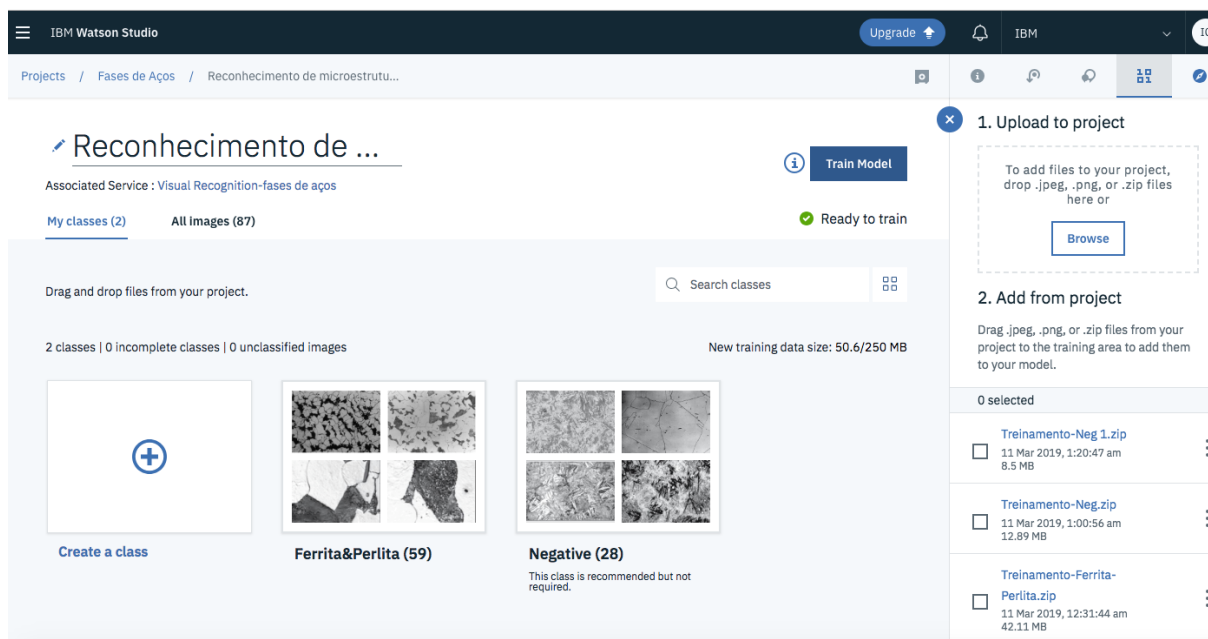 IBM Watson Studio
Upgrade
IBM
Projects / Fases de Aços / Reconhecimento de microestrutu...
Reconhecimento de ...
Train Model
Associated Service : Visual Recognition-fases de aços
My classes (2)
All images (87)
Ready to train
Drag and drop files from your project.
Search classes
2 classes | 0 incomplete classes | 0 unclassified images
New training data size: 50.6/250 MB
Create a class
Ferrita&Perlita (59)
Negative (28)
This class is recommended but not
required.
1. Upload to project
To add files to your project,
drop .jpeg, .png, or .zip files
here or
Browse
2. Add from project
Drag .jpeg, .png, or .zip files from your
project to the training area to add them
to your model.
0 selected
Treinamento-Neg 1.zip
11 Mar 2019, 1:20:47 am
8.5 MB
Treinamento-Neg.zip
11 Mar 2019, 1:00:56 am
12.89 MB
Treinamento-Ferrita-
Perlita.zip
11 Mar 2019, 12:31:44 am
42.11 MB